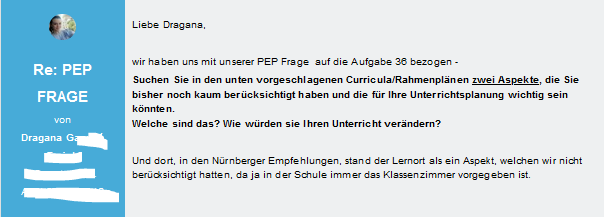 Re: PEP
FRAGE
von
Dragana
Liebe Dragana,
wir haben uns mit unserer PEP Frage auf die Aufgabe 36 bezogen -
Suchen Sie in den unten vorgeschlagenen Curricula/Rahmenplänen zwei Aspekte, die Sie
bisher noch kaum berücksichtigt haben und die für Ihre Unterrichtsplanung wichtig sein
könnten.
Welche sind das? Wie würden sie Ihren Unterricht verändern?
Und dort, in den Nürnberger Empfehlungen, stand der Lernort als ein Aspekt, welchen wir nicht
berücksichtigt hatten, da ja in der Schule immer das Klassenzimmer vorgegeben ist.